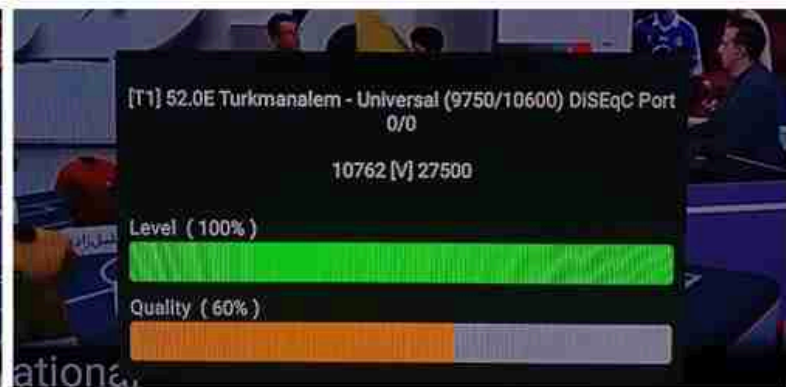 [T1] 52.0E Turkmanalem - Universal (9750/10600) DiSEqC Port
0/0
10762 [V] 27500
Level ( 100% )
Quality ( 60% )
ationa